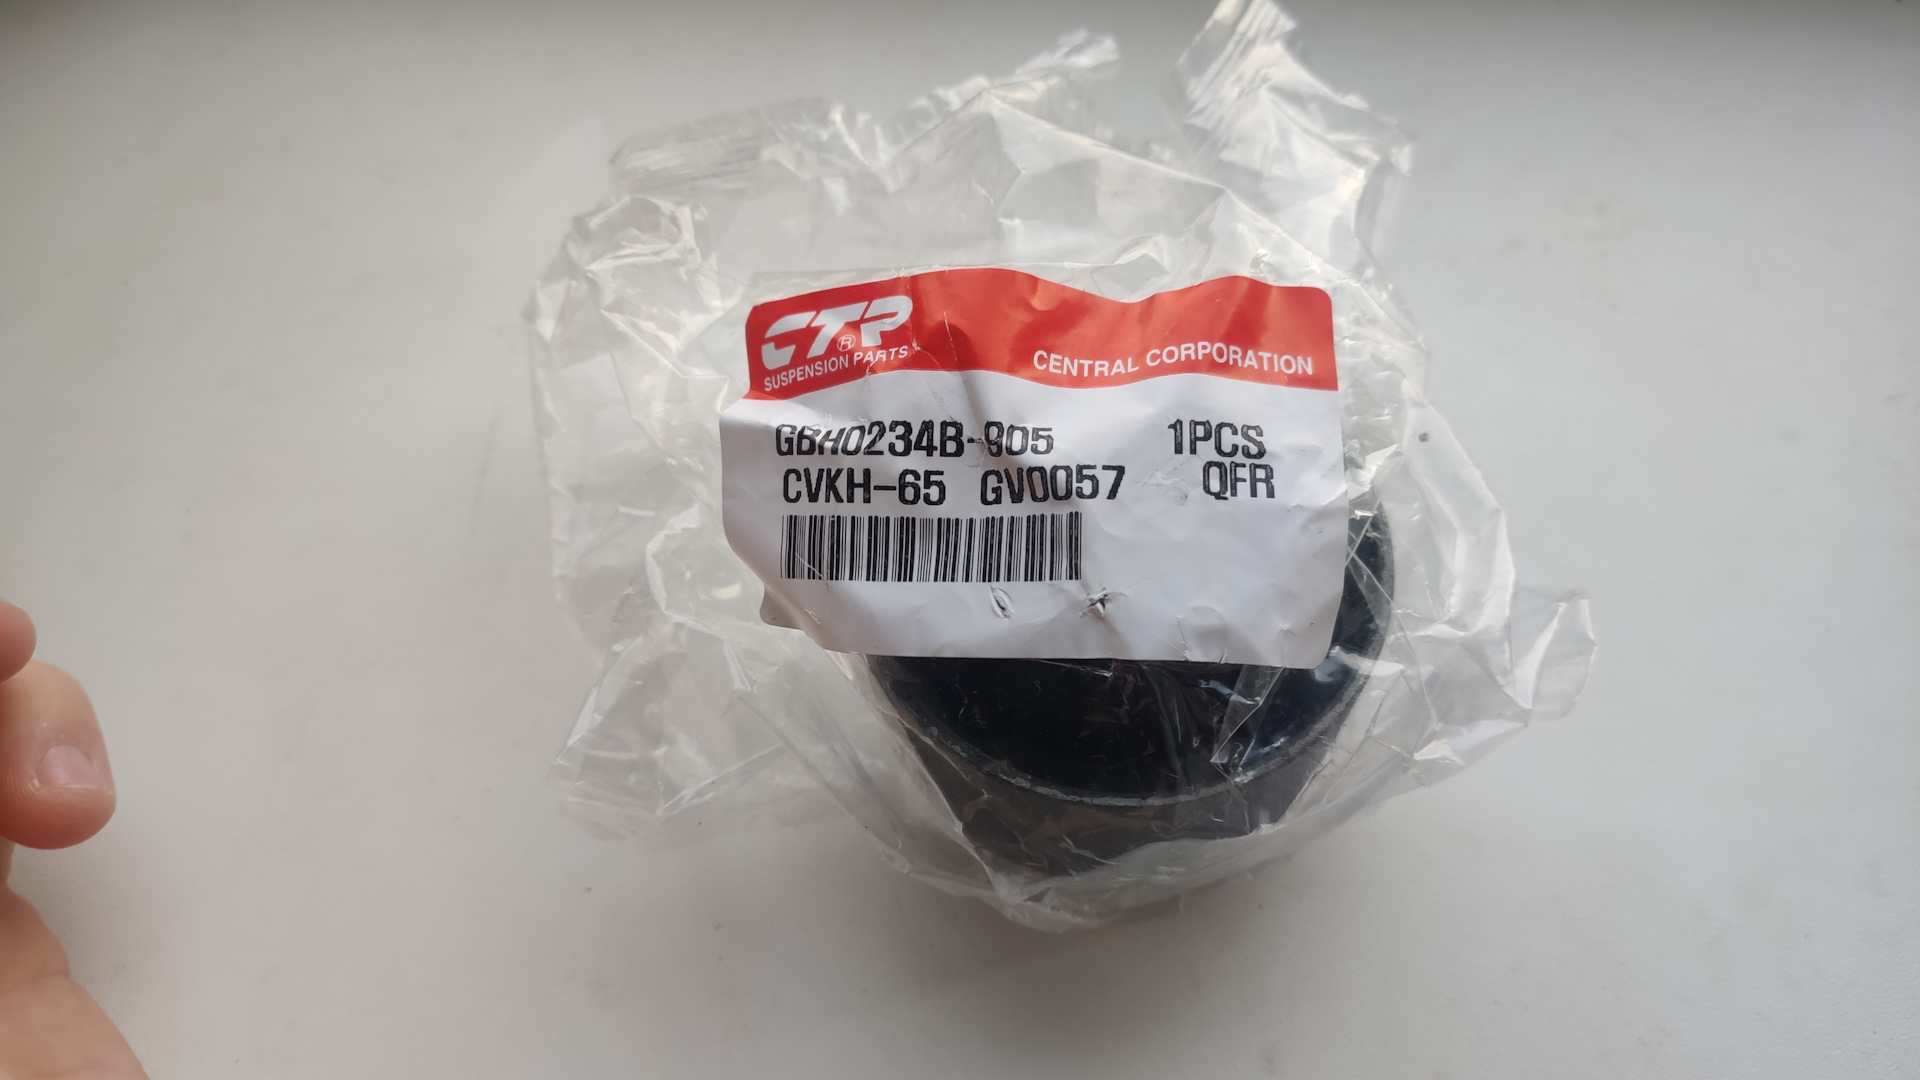 CTP®
SUSPENSION PARTS
CENTRAL CORPORATION
GBH0234B-905 1PCS
CVKH-65 GV0057 QFR